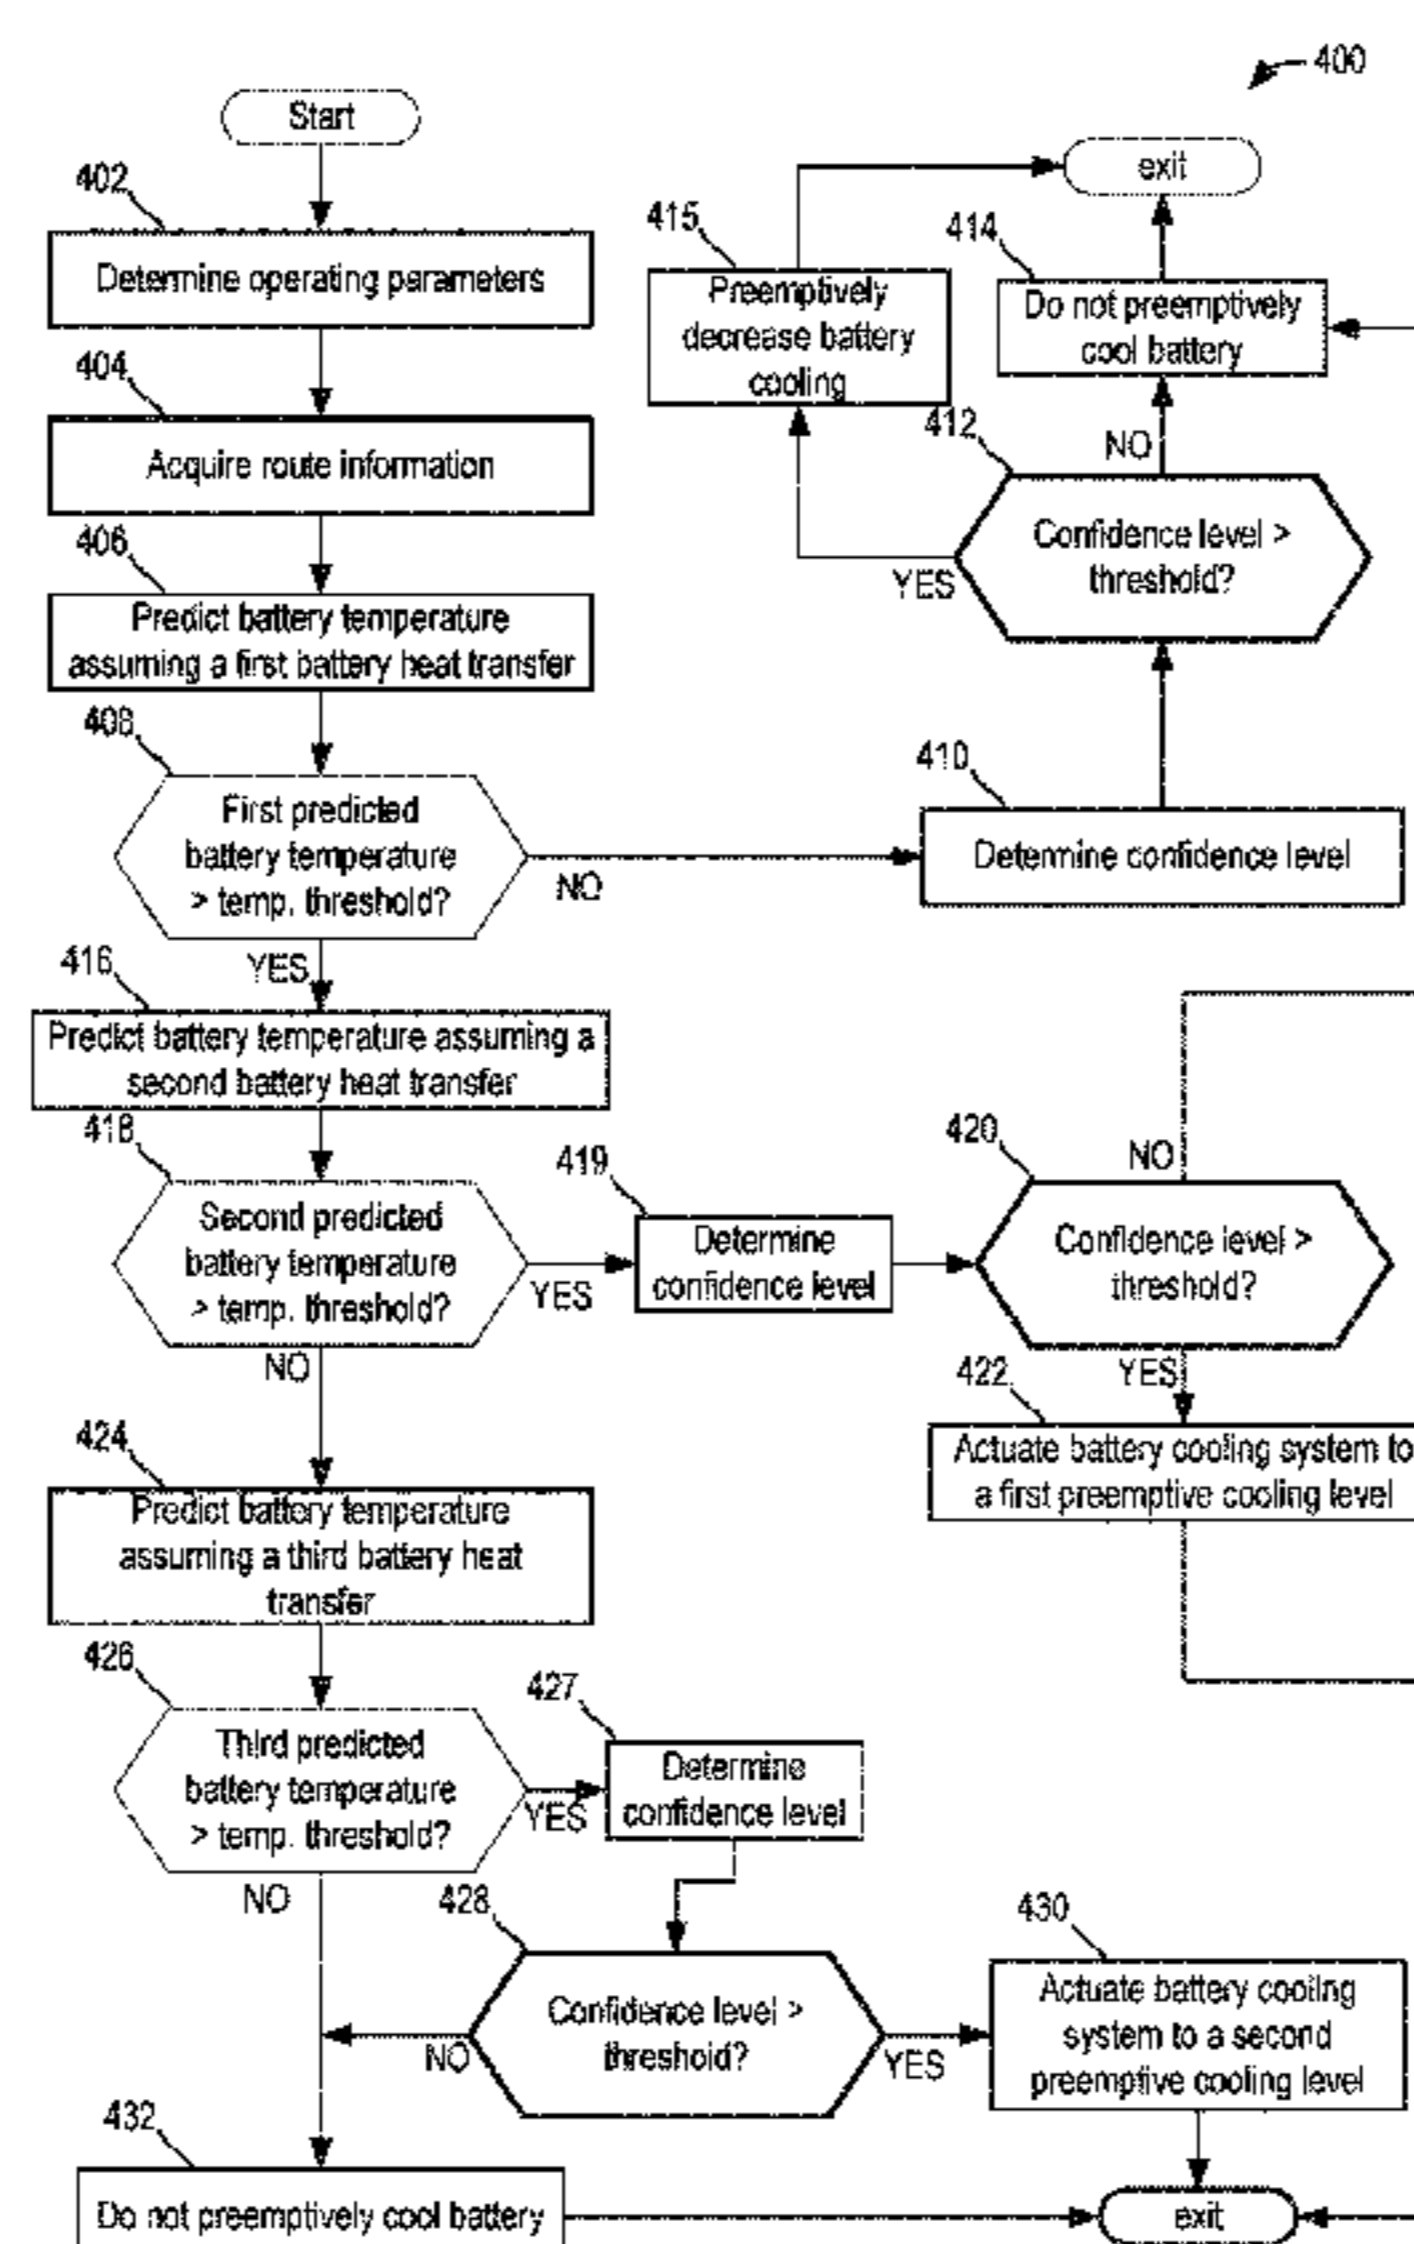 400
Start
exit
402
Determine operating parameters
415
Preemptively
decrease battery
cooling
414
Do not preemptively
cool battery
404
Acquire route information
412
NO
Confidence level >
threshold?
YES
406
Predict battery temperature
assuming a first battery heat transfer
408
First predicted
battery temperature
> temp. threshold?
NO
410
Determine confidence level
YES
416
Predict battery temperature assuming a
second battery heat transfer
418
Second predicted
battery temperature
> temp. threshold?
YES
419
Determine
confidence level
420
NO
Confidence level >
threshold?
YES
422
Actuate battery cooling system to
a first preemptive cooling level
NO
424
Predict battery temperature
assuming a third battery heat
transfer
426
Third predicted
battery temperature
> temp. threshold?
YES
427
Determine
confidence level
NO
428
Confidence level >
threshold?
NO
YES
430
Actuate battery cooling
system to a second
preemptive cooling level
432
Do not preemptively cool battery
exit